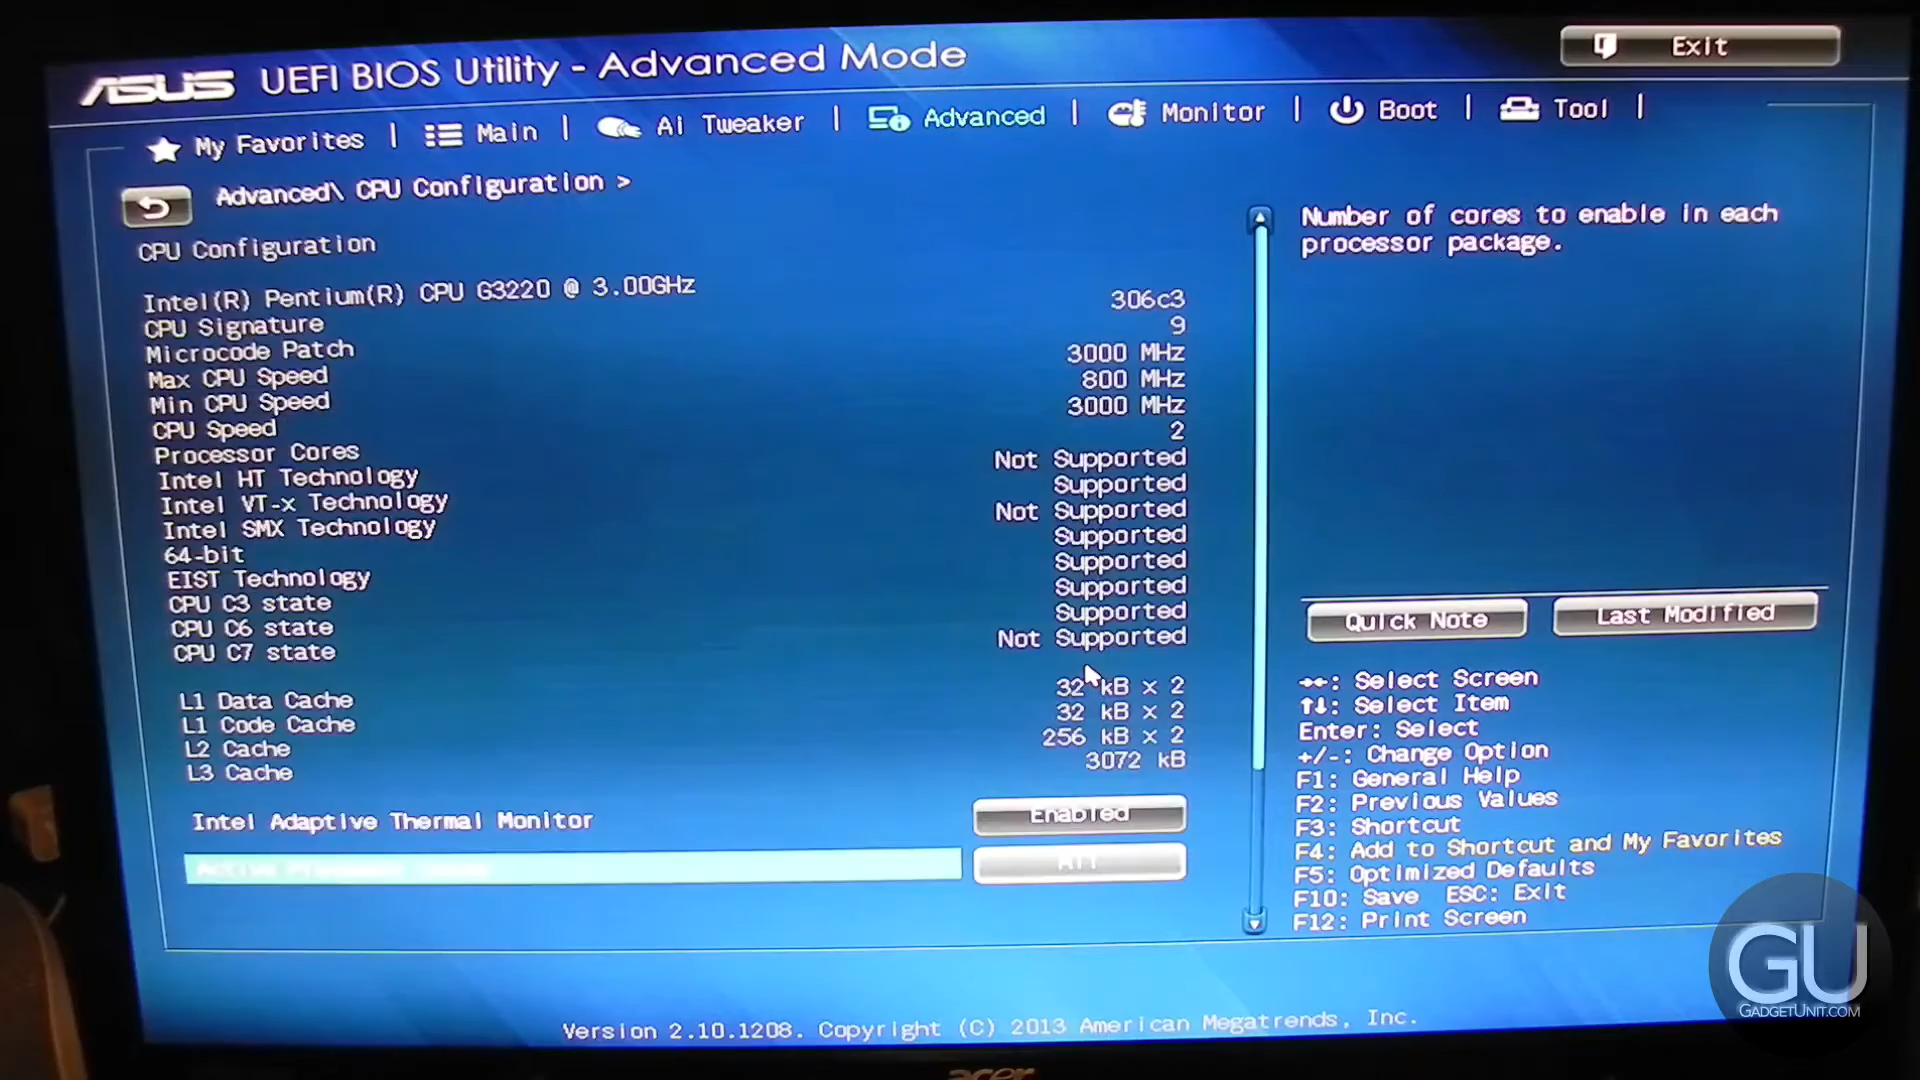 ASUS UEFI BIOS Utility - Advanced Mode
Exit
My Favorites | Main | Ai Tweaker | Advanced | Monitor | Boot | Tool |
Advanced\ CPU Configuration >
CPU Configuration
Intel(R) Pentium(R) CPU G3220 @ 3.00GHz
CPU Signature 306c3
Microcode Patch 9
Max CPU Speed 3000 MHz
Min CPU Speed 800 MHz
CPU Speed 3000 MHz
Processor Cores 2
Intel HT Technology Not Supported
Intel VT-x Technology Supported
Intel SMX Technology Not Supported
64-bit Supported
EIST Technology Supported
CPU C3 state Supported
CPU C6 state Supported
CPU C7 state Not Supported
L1 Data Cache 32 kB x 2
L1 Code Cache 32 kB x 2
L2 Cache 256 kB x 2
L3 Cache 3072 kB
Intel Adaptive Thermal Monitor Enabled
Active Processor Cores All
Number of cores to enable in each
processor package.
Quick Note Last Modified
→←: Select Screen
↑↓: Select Item
Enter: Select
+/-: Change Option
F1: General Help
F2: Previous Values
F3: Shortcut
F4: Add to Shortcut and My Favorites
F5: Optimized Defaults
F10: Save ESC: Exit
F12: Print Screen
Version 2.10.1208. Copyright (C) 2013 American Megatrends, Inc.
acer
GU
GADGETUNIT.COM